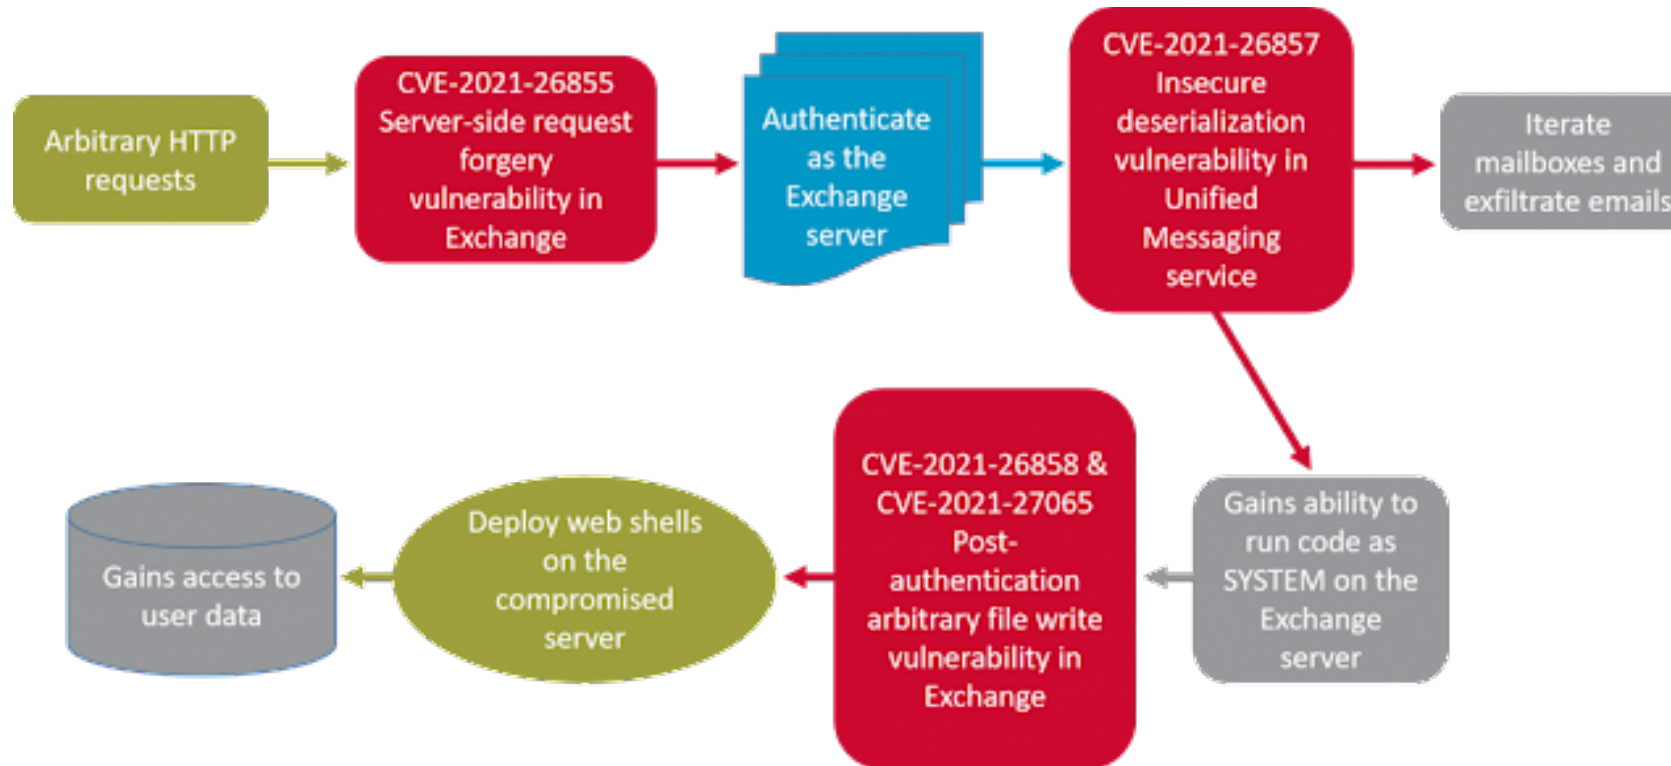 Arbitrary HTTP
requests
CVE-2021-26855
Server-side request
forgery
vulnerability in
Exchange
Authenticate
as the
Exchange
server
CVE-2021-26857
Insecure
deserialization
vulnerability in
Unified
Messaging
service
Iterate
mailboxes and
exfiltrate emails
Gains ability to
run code as
SYSTEM on the
Exchange
server
CVE-2021-26858 &
CVE-2021-27065
Post-
authentication
arbitrary file write
vulnerability in
Exchange
Deploy web shells
on the
compromised
server
Gains access to
user data